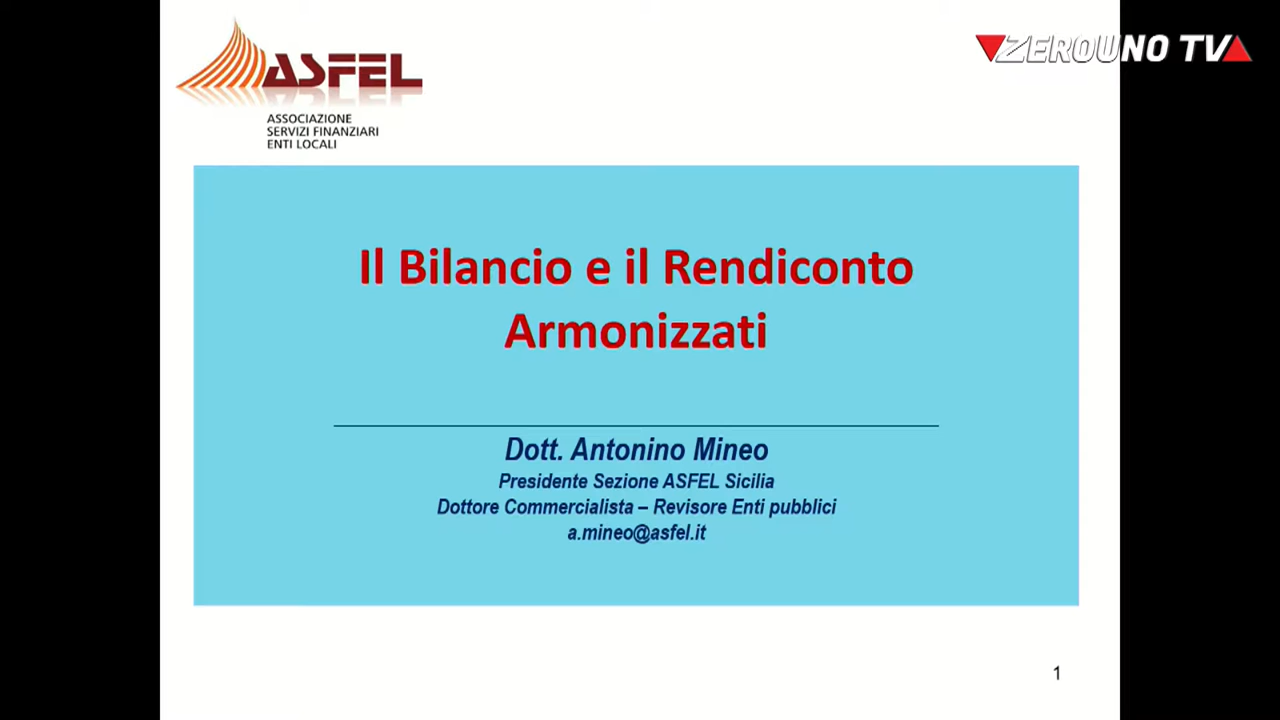 ASFEL
ZEROUNO TV
ASSOCIAZIONE
SERVIZI FINANZIARI
ENTI LOCALI
Il Bilancio e il Rendiconto
Armonizzati
Dott. Antonino Mineo
Presidente Sezione ASFEL Sicilia
Dottore Commercialista – Revisore Enti pubblici
a.mineo@asfel.it
1